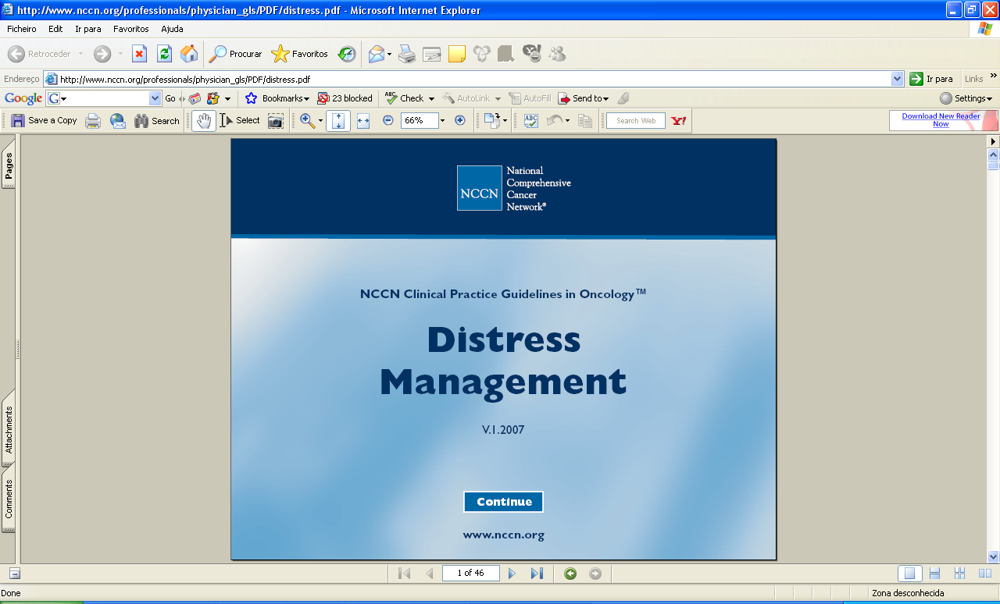 http://www.nccn.org/professionals/physician_gls/PDF/distress.pdf - Microsoft Internet Explorer
Ficheiro Edit Ir para Favoritos Ajuda
Retroceder Procurar Favoritos
Endereço http://www.nccn.org/professionals/physician_gls/PDF/distress.pdf Ir para Links »
Google G Go Bookmarks 23 blocked ABC Check AutoLink AutoFill Send to Settings
Save a Copy Search Select 66% ABC Search Web Y! Download New Reader
Now
Pages
Attachments
Comments
NCCN
National
Comprehensive
Cancer
Network®
NCCN Clinical Practice Guidelines in Oncology™
Distress
Management
V.1.2007
Continue
www.nccn.org
1 of 46
Done Zona desconhecida